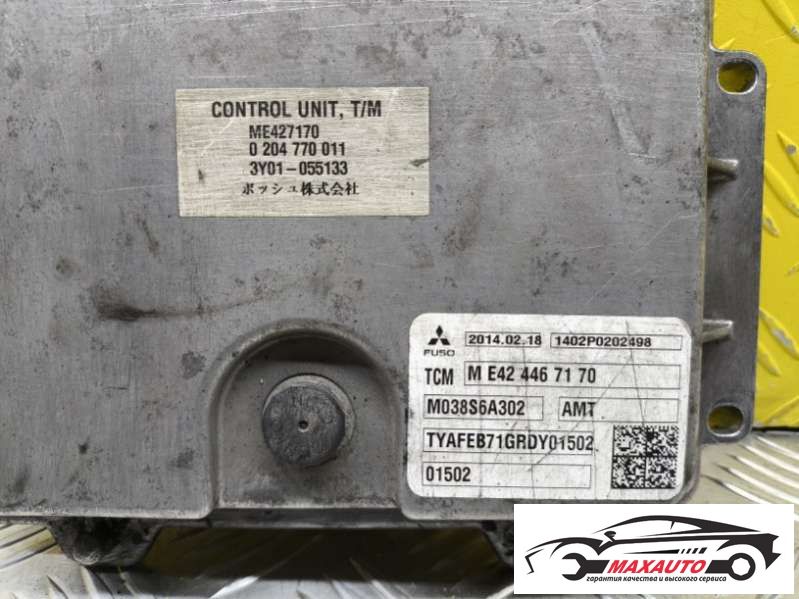 CONTROL UNIT, T/M
ME427170
0 204 770 011
3Y01-055133
ボッシュ株式会社
FUSO
2014.02.18 1402P0202498
TCM M E42 446 71 70
M038S6A302 AMT
TYAFEB71GRDY01502
01502
MAXAUTO
гарантия качества и высокого сервиса